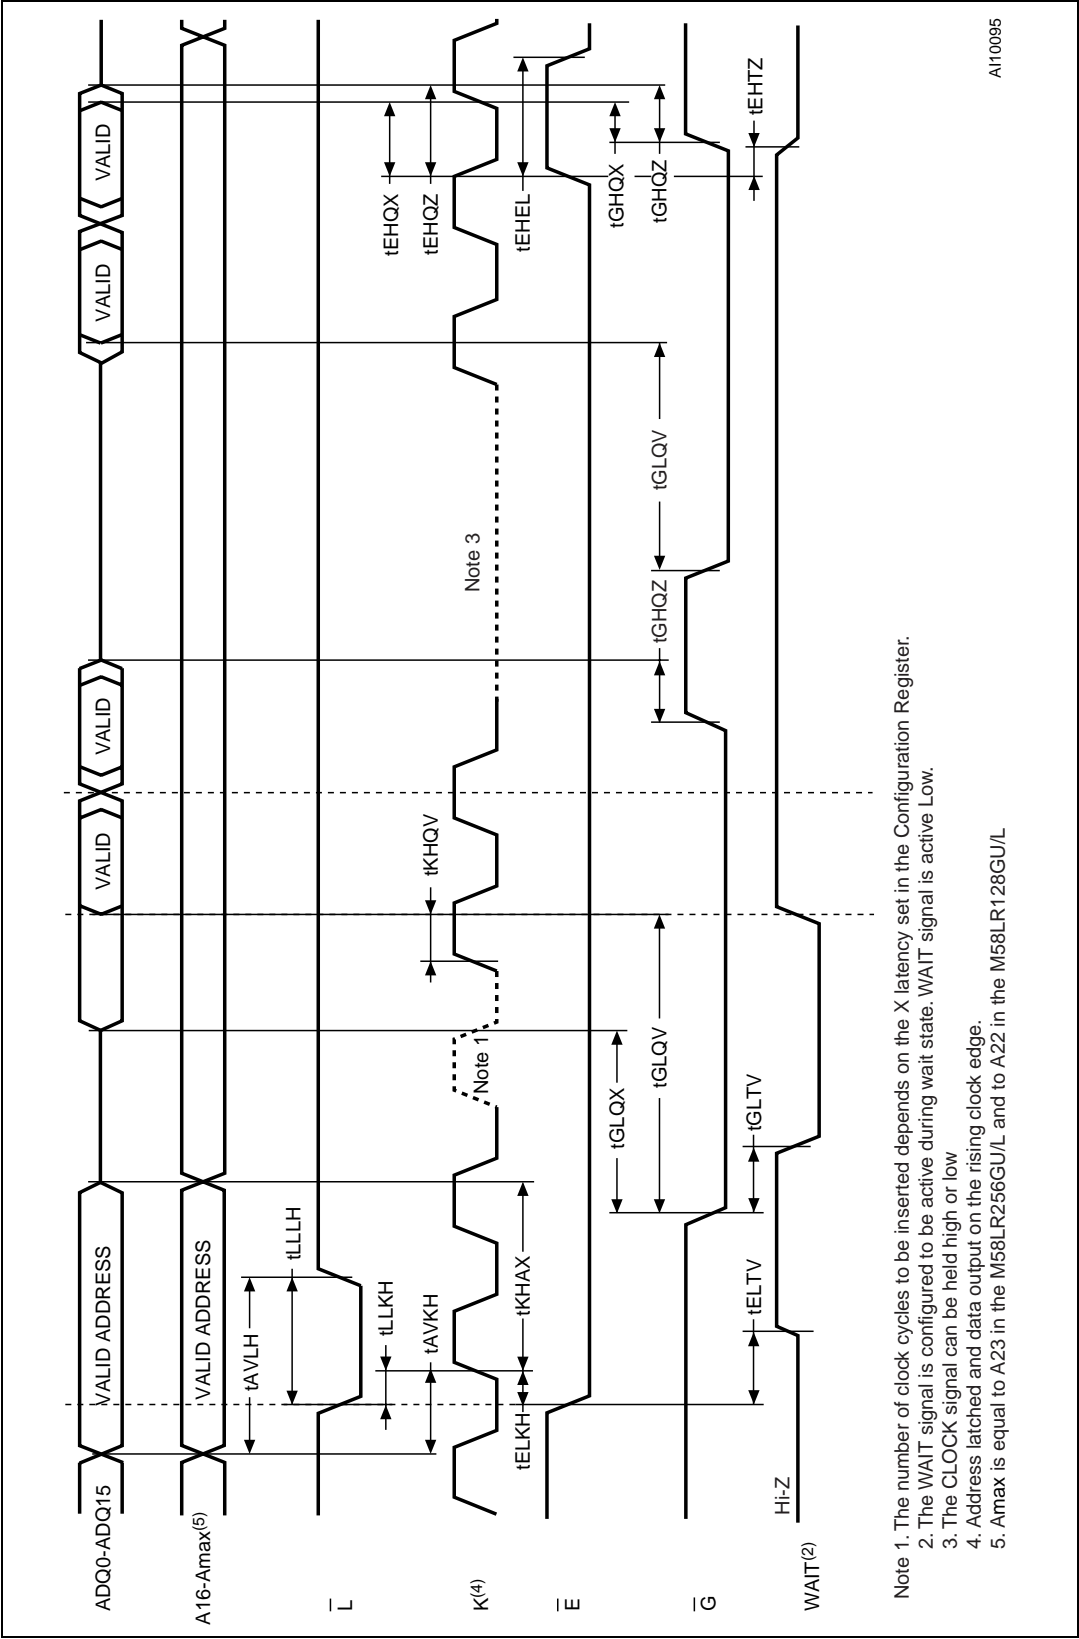 ADQ0-ADQ15
VALID ADDRESS
VALID
VALID
VALID
VALID
A16-Amax(5)
VALID ADDRESS
tAVLH
tLLLH
L
tLLKH
tAVKH
tKHQV
tEHQX
tEHQZ
K(4)
Note 1
Note 3
tELKH
tKHAX
tEHEL
E
tGLQX
tGLQV
tGHQZ
tGLQV
tGHQX
tGHQZ
G
tELTV
tGLTV
tEHTZ
Hi-Z
WAIT(2)
Note 1. The number of clock cycles to be inserted depends on the X latency set in the Configuration Register.
2. The WAIT signal is configured to be active during wait state. WAIT signal is active Low.
3. The CLOCK signal can be held high or low
4. Address latched and data output on the rising clock edge.
5. Amax is equal to A23 in the M58LR256GU/L and to A22 in the M58LR128GU/L
AI10095